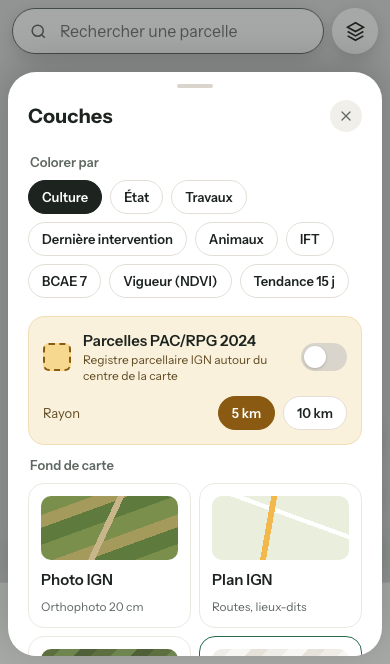 Rechercher une parcelle
Couches
Colorer par
Culture
État
Travaux
Dernière intervention
Animaux
IFT
BCAE 7
Vigueur (NDVI)
Tendance 15 j
Parcelles PAC/RPG 2024
Registre parcellaire IGN autour du
centre de la carte
Rayon
5 km
10 km
Fond de carte
Photo IGN
Orthophoto 20 cm
Plan IGN
Routes, lieux-dits